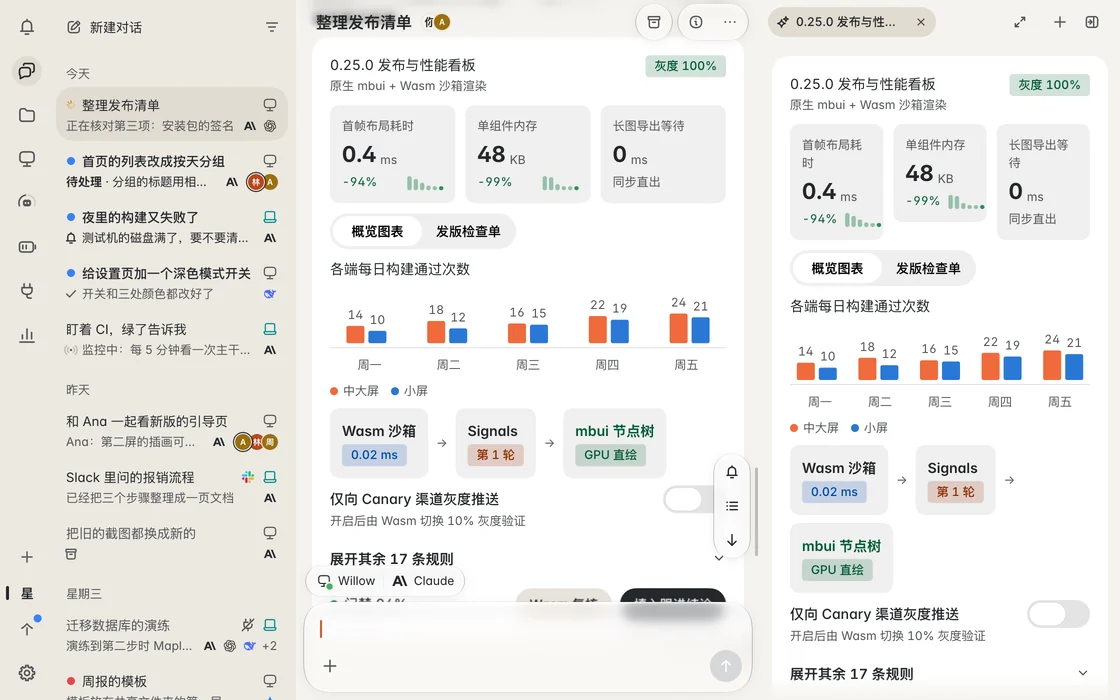 新建对话
今天
整理发布清单
正在核对第三项：安装包的签名
首页的列表改成按天分组
待处理 · 分组的标题用相...
林 A
夜里的构建又失败了
测试机的磁盘满了，要不要清...
给设置页加一个深色模式开关
开关和三处颜色都改好了
盯着 CI，绿了告诉我
监控中：每 5 分钟看一次主干...
昨天
和 Ana 一起看新版的引导页
Ana：第二屏的插画可...
A 林 周
Slack 里问的报销流程
已经把三个步骤整理成一页文档
把旧的截图都换成新的
星
星期三
迁移数据库的演练
演练到第二步时 Mapl...
+2
周报的模板
整理发布清单
你 A
0.25.0 发布与性能看板
灰度 100%
原生 mbui + Wasm 沙箱渲染
首帧布局耗时
0.4 ms
-94%
单组件内存
48 KB
-99%
长图导出等待
0 ms
同步直出
概览图表
发版检查单
各端每日构建通过次数
14 10 18 12 16 15 22 19 24 21
周一 周二 周三 周四 周五
中大屏 小屏
Wasm 沙箱
0.02 ms
→
Signals
第 1 轮
→
mbui 节点树
GPU 直绘
仅向 Canary 渠道灰度推送
开启后由 Wasm 切换 10% 灰度验证
展开其余 17 条规则
Willow
Claude
0.25.0 发布与性...
0.25.0 发布与性能看板
灰度 100%
原生 mbui + Wasm 沙箱渲染
首帧布局耗
时
0.4 ms
-94%
单组件内存
48 KB
-99%
长图导出等
待
0 ms
同步直出
概览图表
发版检查单
各端每日构建通过次数
14 10 18 12 16 15 22 19 24 21
周一 周二 周三 周四 周五
中大屏 小屏
Wasm 沙箱
0.02 ms
→
Signals
第 1 轮
→
mbui 节点树
GPU 直绘
仅向 Canary 渠道灰度推送
开启后由 Wasm 切换 10% 灰度验证
展开其余 17 条规则